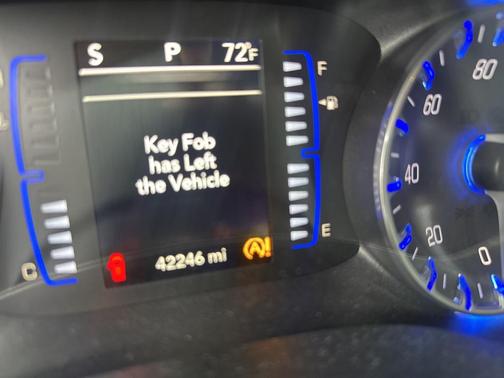 S P 72°F
Key Fob
has Left
the Vehicle
42246 mi
A!
F
E
C
80
60
40
20
0